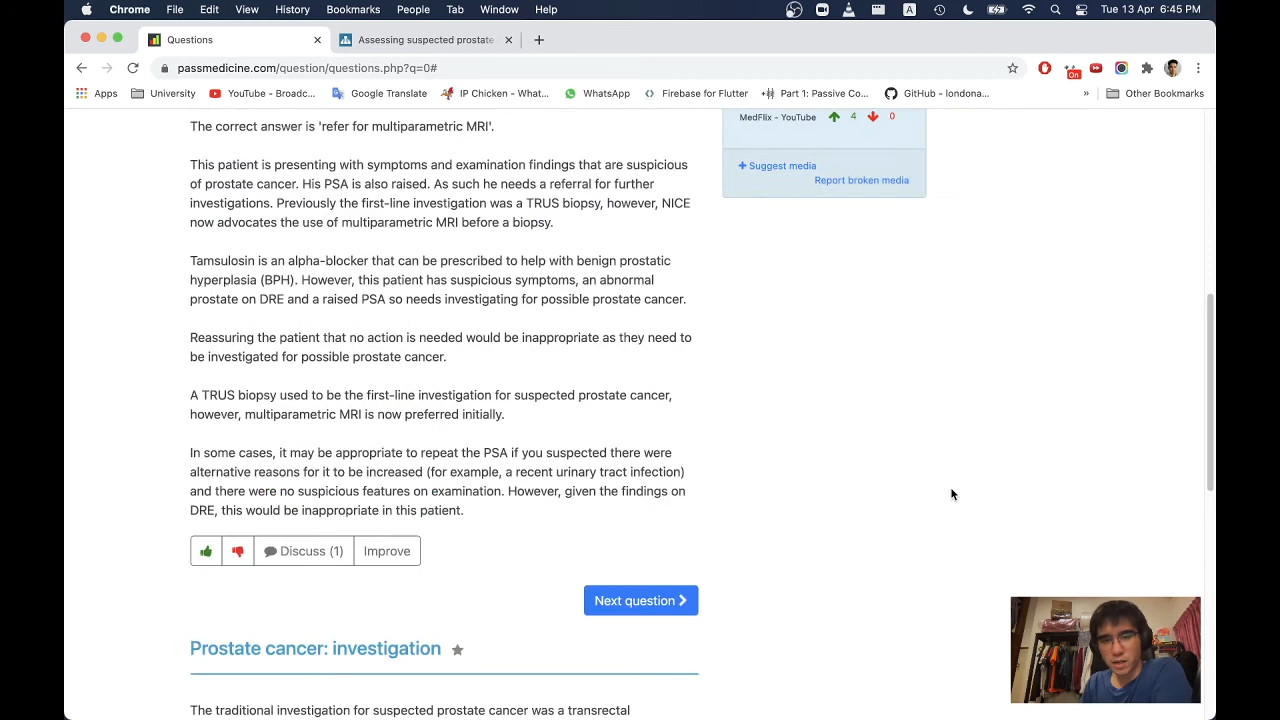 Chrome File Edit View History Bookmarks People Tab Window Help
A
Tue 13 Apr 6:45 PM
Questions
Assessing suspected prostate
passmedicine.com/question/questions.php?q=0#
On
Apps University YouTube - Broadc... Google Translate IP Chicken - What... WhatsApp Firebase for Flutter Part 1: Passive Co... GitHub - londona... » Other Bookmarks
The correct answer is 'refer for multiparametric MRI'.
This patient is presenting with symptoms and examination findings that are suspicious
of prostate cancer. His PSA is also raised. As such he needs a referral for further
investigations. Previously the first-line investigation was a TRUS biopsy, however, NICE
now advocates the use of multiparametric MRI before a biopsy.
Tamsulosin is an alpha-blocker that can be prescribed to help with benign prostatic
hyperplasia (BPH). However, this patient has suspicious symptoms, an abnormal
prostate on DRE and a raised PSA so needs investigating for possible prostate cancer.
Reassuring the patient that no action is needed would be inappropriate as they need to
be investigated for possible prostate cancer.
A TRUS biopsy used to be the first-line investigation for suspected prostate cancer,
however, multiparametric MRI is now preferred initially.
In some cases, it may be appropriate to repeat the PSA if you suspected there were
alternative reasons for it to be increased (for example, a recent urinary tract infection)
and there were no suspicious features on examination. However, given the findings on
DRE, this would be inappropriate in this patient.
Discuss (1) Improve
Next question
Prostate cancer: investigation
The traditional investigation for suspected prostate cancer was a transrectal
MedFlix - YouTube 4 0
+ Suggest media
Report broken media